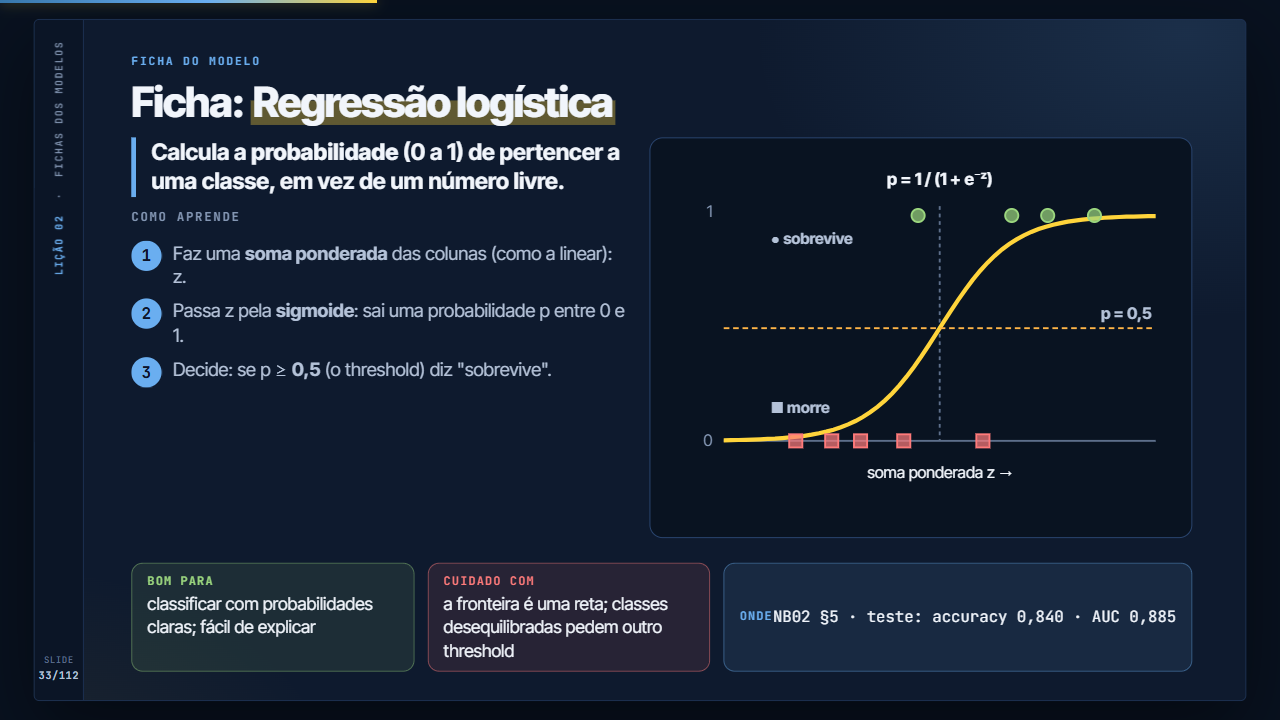 LIÇÃO 02 · FICHAS DOS MODELOS
FICHA DO MODELO
Ficha: Regressão logística
Calcula a probabilidade (0 a 1) de pertencer a
uma classe, em vez de um número livre.
COMO APRENDE
1 Faz uma soma ponderada das colunas (como a linear):
z.
2 Passa z pela sigmoide: sai uma probabilidade p entre 0 e
1.
3 Decide: se p ≥ 0,5 (o threshold) diz "sobrevive".
p = 1 / (1 + e⁻ᶻ)
1
● sobrevive
p = 0,5
■ morre
0
soma ponderada z →
BOM PARA
classificar com probabilidades
claras; fácil de explicar
CUIDADO COM
a fronteira é uma reta; classes
desequilibradas pedem outro
threshold
ONDE NB02 §5 · teste: accuracy 0,840 · AUC 0,885
SLIDE
33/112